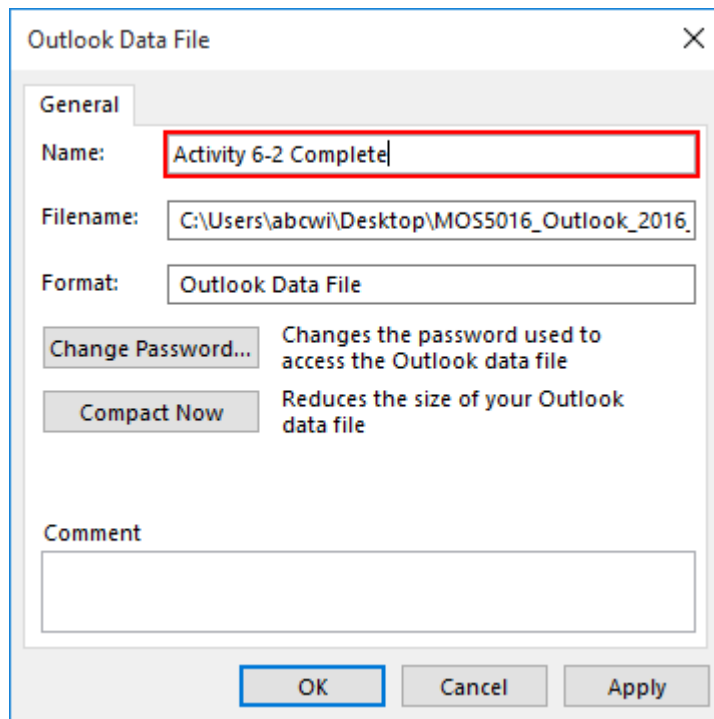 Outlook Data File
General
Name:
Activity 6-2 Complete
Filename:
C:\Users\abcwi\Desktop\MOS5016_Outlook_2016_
Format:
Outlook Data File
Change Password...
Changes the password used to
access the Outlook data file
Compact Now
Reduces the size of your Outlook
data file
Comment
OK
Cancel
Apply